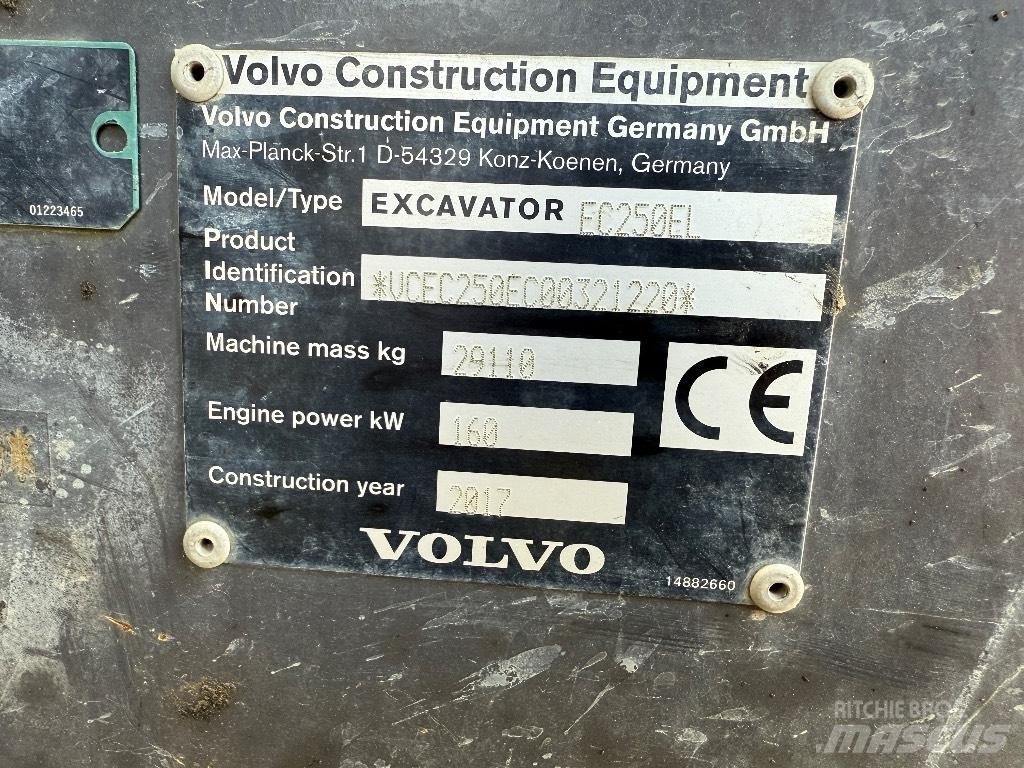 Volvo Construction Equipment
Volvo Construction Equipment Germany GmbH
Max-Planck-Str.1 D-54329 Konz-Koenen, Germany
Model/Type EXCAVATOR EC250EL
Product
Identification *VCEC250EC00321220*
Number
Machine mass kg 29110
CE
Engine power kW 160
Construction year 2017
VOLVO
14882660
01223465
RITCHIE BRO
MASCUS